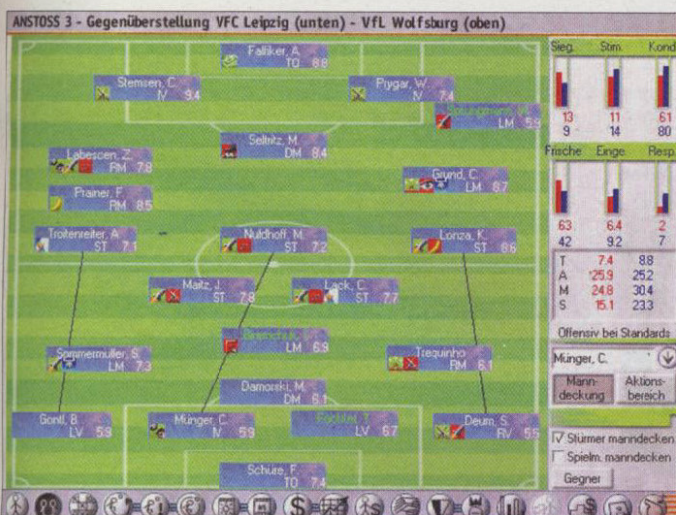 ANSTOSS 3 - Gegenüberstellung VFC Leipzig (unten) - VfL Wolfsburg (oben)
Falliker, A.
TO 8.8
Sieg. Stim. Kond
Stemsen, C.
IV 9.4
Prygar, W.
IV 7.4
LM 5.9
13 11 61
9 14 80
Seltritz, M.
DM 8.4
Frische Einge. Resp.
Labescen, Z.
RM 7.8
Grund, C.
LM 8.7
Prainer, F.
RM 8.5
63 6.4 2
42 9.2 7
Troitenreiter, A.
ST 7.1
Nuldhoff, M.
ST 7.2
Lonza, K.
ST 8.6
T 7.4 8.8
A 25.9 25.2
M 24.8 30.4
S 15.1 23.3
Maitz, J.
ST 7.8
Lack, C.
ST 7.7
Offensiv bei Standards
LM 6.9
Sommermüller, S.
LM 7.3
Trequinho
RM 6.1
Münger, C.
Mann-
deckung
Aktions-
bereich
Damorski, M.
DM 6.1
Gontl, B.
LV 5.9
Münger, C.
IV 5.9
LV 6.7
Deum, S.
RV 5.5
Stürmer manndecken
Spielm. manndecken
Gegner
Schüre, F.
TO 7.4